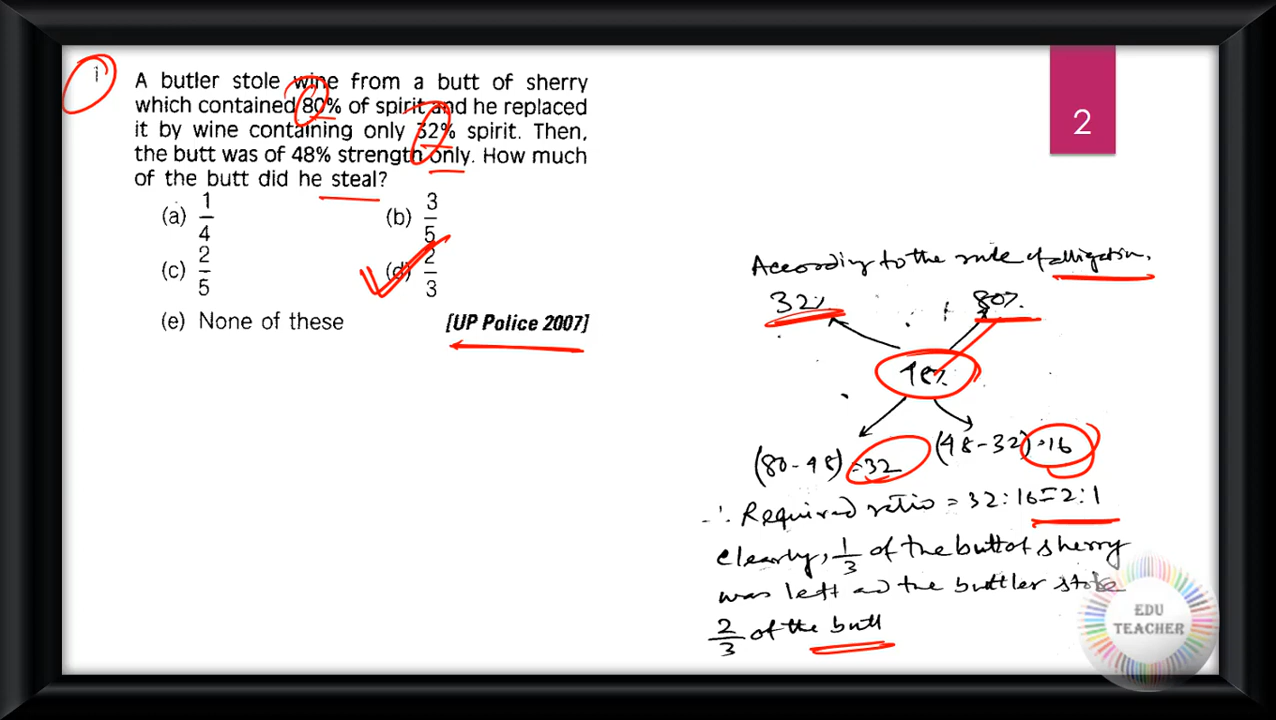 1
A butler stole wine from a butt of sherry
which contained 80% of spirit and he replaced
it by wine containing only 32% spirit. Then,
the butt was of 48% strength only. How much
of the butt did he steal?
(a) 1/4 (b) 3/5
(c) 2/5 (d) 2/3
(e) None of these [UP Police 2007]
2
According to the rule of alligation.
32% 80%
48%
(80-48)=32 (48-32)=16
∴ Required ratio = 32:16=2:1
clearly, 1/3 of the butt of sherry
was left and the buttler stole
2/3 of the butt
EDU
TEACHER